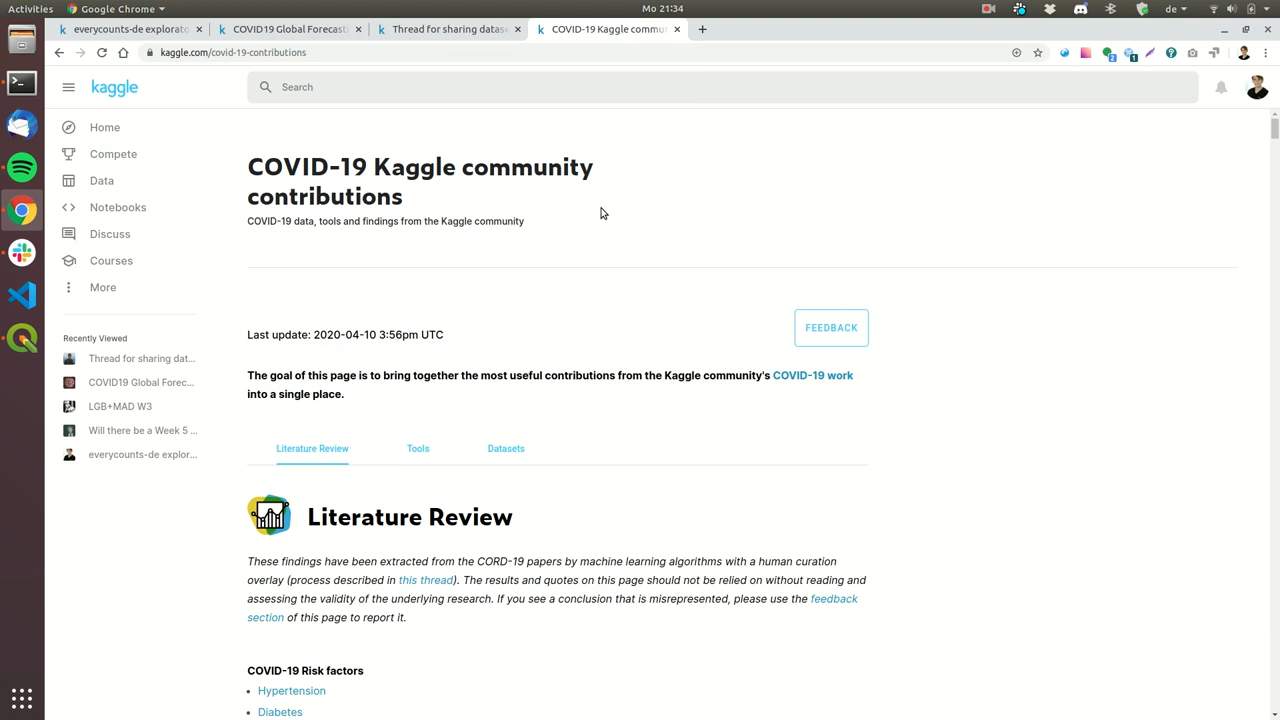 Activities
Google Chrome
Mo 21:34
de
everycounts-de explorato
COVID19 Global Forecast
Thread for sharing datase
COVID-19 Kaggle commun
kaggle.com/covid-19-contributions
2
1
kaggle
Search
Home
Compete
Data
Notebooks
Discuss
Courses
More
Recently Viewed
Thread for sharing dat...
COVID19 Global Forec...
LGB+MAD W3
Will there be a Week 5 ...
everycounts-de explor...
COVID-19 Kaggle community
contributions
COVID-19 data, tools and findings from the Kaggle community
Last update: 2020-04-10 3:56pm UTC
FEEDBACK
The goal of this page is to bring together the most useful contributions from the Kaggle community's COVID-19 work
into a single place.
Literature Review
Tools
Datasets
Literature Review
These findings have been extracted from the CORD-19 papers by machine learning algorithms with a human curation
overlay (process described in this thread). The results and quotes on this page should not be relied on without reading and
assessing the validity of the underlying research. If you see a conclusion that is misrepresented, please use the feedback
section of this page to report it.
COVID-19 Risk factors
• Hypertension
• Diabetes